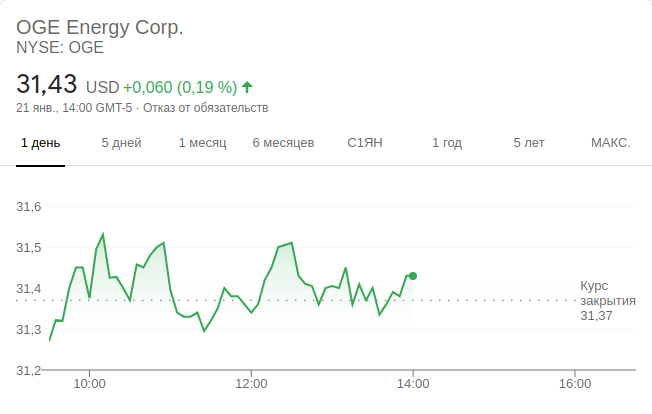 OGE Energy Corp.
NYSE: OGE
31,43 USD +0,060 (0,19 %)
21 янв., 14:00 GMT-5 · Отказ от обязательств
1 день 5 дней 1 месяц 6 месяцев С1ЯН 1 год 5 лет МАКС.
31,6
31,5
31,4
31,3
31,2
Курс
закрытия
31,37
10:00 12:00 14:00 16:00